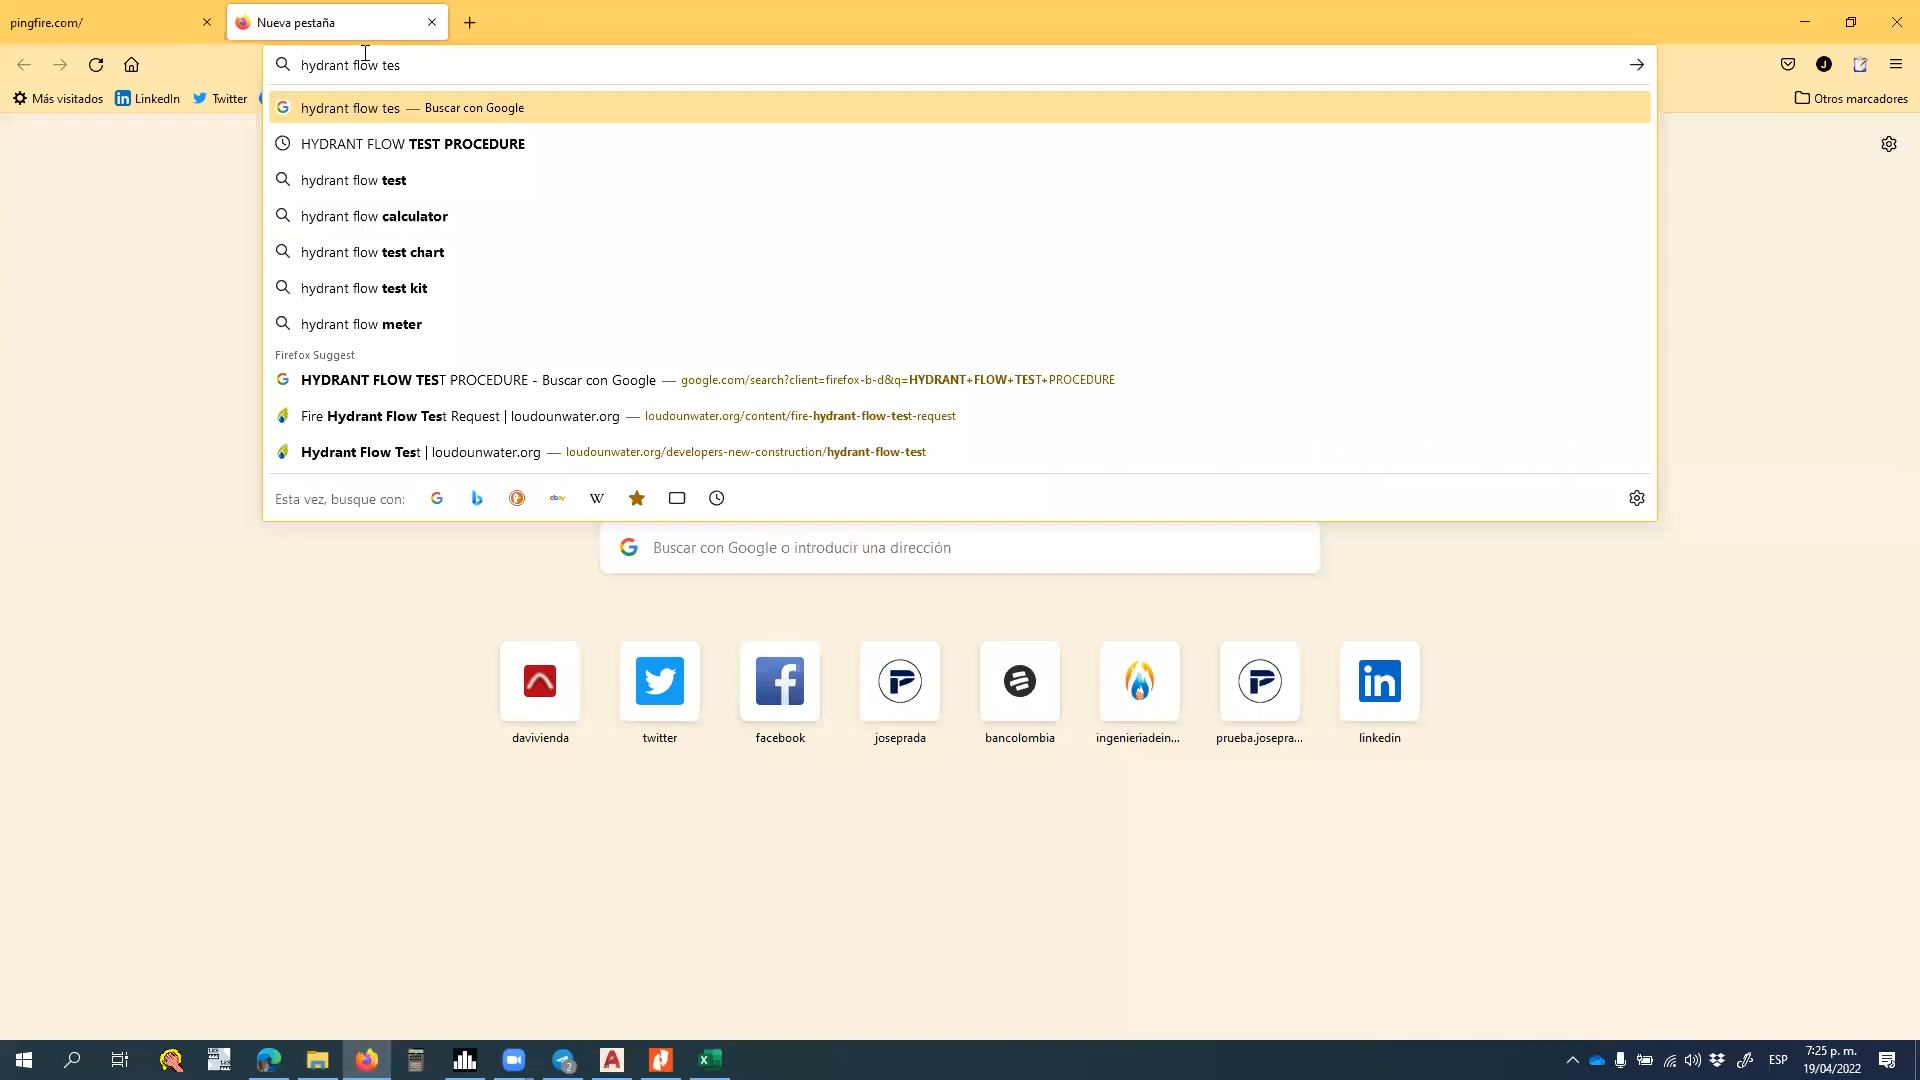 pingfire.com/
Nueva pestaña
hydrant flow tes
Más visitados
LinkedIn
Twitter
Otros marcadores
hydrant flow tes — Buscar con Google
HYDRANT FLOW TEST PROCEDURE
hydrant flow test
hydrant flow calculator
hydrant flow test chart
hydrant flow test kit
hydrant flow meter
Firefox Suggest
HYDRANT FLOW TEST PROCEDURE - Buscar con Google — google.com/search?client=firefox-b-d&q=HYDRANT+FLOW+TEST+PROCEDURE
Fire Hydrant Flow Test Request | loudounwater.org — loudounwater.org/content/fire-hydrant-flow-test-request
Hydrant Flow Test | loudounwater.org — loudounwater.org/developers-new-construction/hydrant-flow-test
Esta vez, busque con:
Buscar con Google o introducir una dirección
davivienda
twitter
facebook
joseprada
bancolombia
ingenieriadein...
prueba.josepra...
linkedin
ESP
7:25 p. m.
19/04/2022